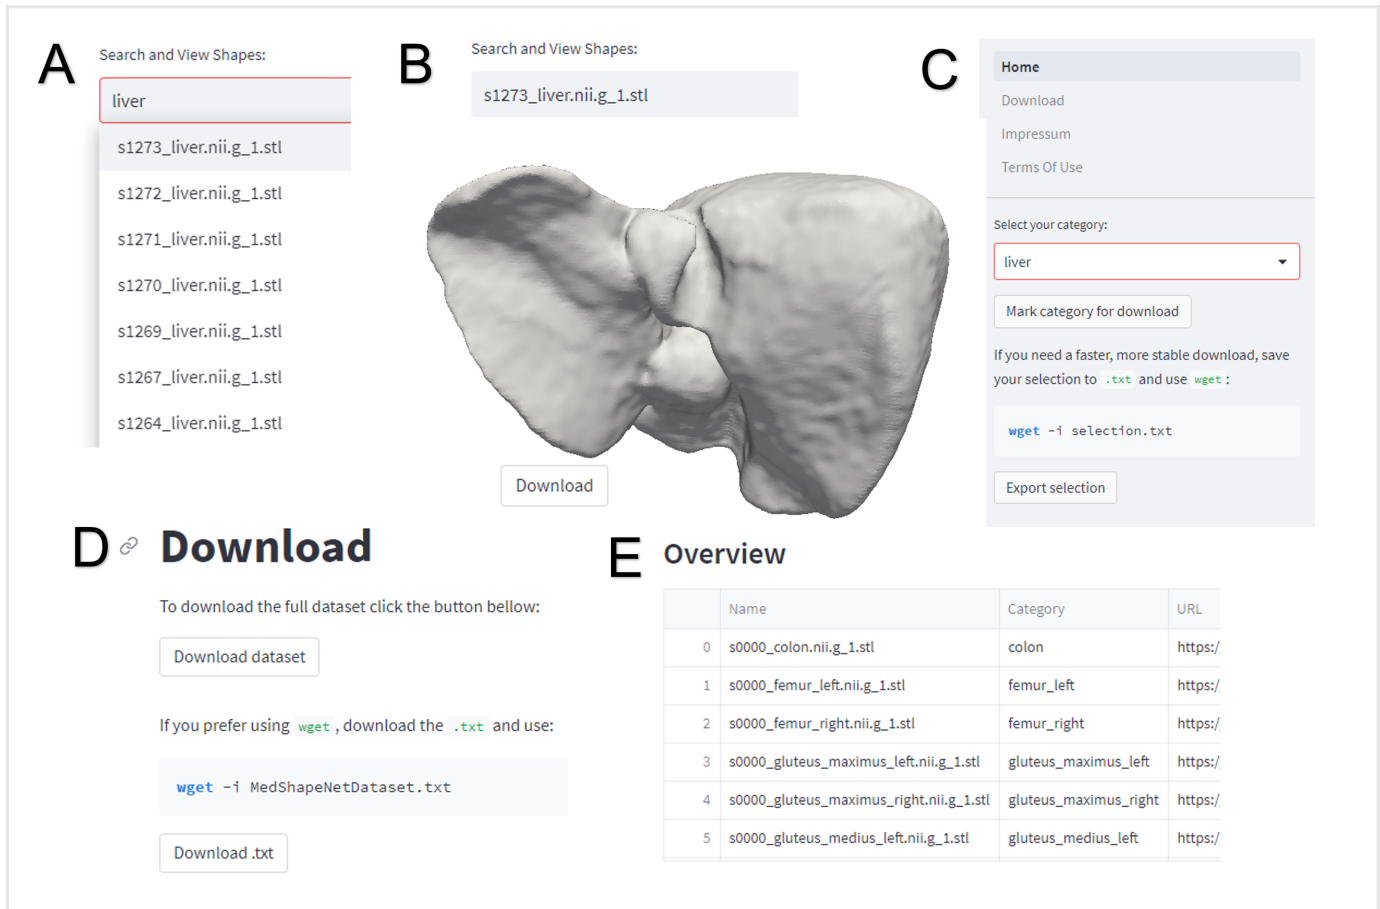 A
Search and View Shapes:
liver
s1273_liver.nii.g_1.stl
s1272_liver.nii.g_1.stl
s1271_liver.nii.g_1.stl
s1270_liver.nii.g_1.stl
s1269_liver.nii.g_1.stl
s1267_liver.nii.g_1.stl
s1264_liver.nii.g_1.stl
B
Search and View Shapes:
s1273_liver.nii.g_1.stl
Download
C
Home
Download
Impressum
Terms Of Use
Select your category:
liver
Mark category for download
If you need a faster, more stable download, save
your selection to .txt and use wget :
wget -i selection.txt
Export selection
D
Download
To download the full dataset click the button bellow:
Download dataset
If you prefer using wget , download the .txt and use:
wget -i MedShapeNetDataset.txt
Download .txt
E
Overview
Name Category URL
0 s0000_colon.nii.g_1.stl colon https:/
1 s0000_femur_left.nii.g_1.stl femur_left https:/
2 s0000_femur_right.nii.g_1.stl femur_right https:/
3 s0000_gluteus_maximus_left.nii.g_1.stl gluteus_maximus_left https:/
4 s0000_gluteus_maximus_right.nii.g_1.stl gluteus_maximus_right https:/
5 s0000_gluteus_medius_left.nii.g_1.stl gluteus_medius_left https:/